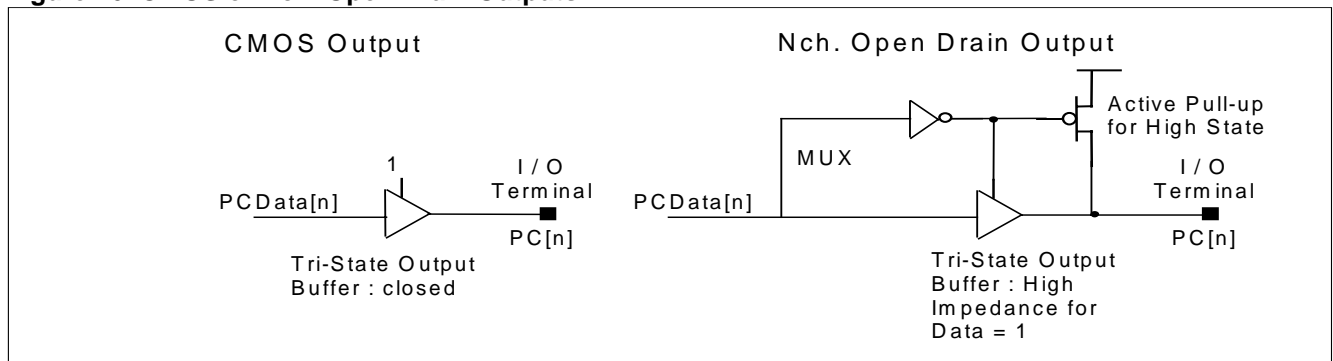 CMOS Output
Nch. Open Drain Output
Active Pull-up
for High State
MUX
1
I / O
Terminal
PCData[n]
PC[n]
Tri-State Output
Buffer : closed
PCData[n]
I / O
Terminal
PC[n]
Tri-State Output
Buffer : High
Impedance for
Data = 1